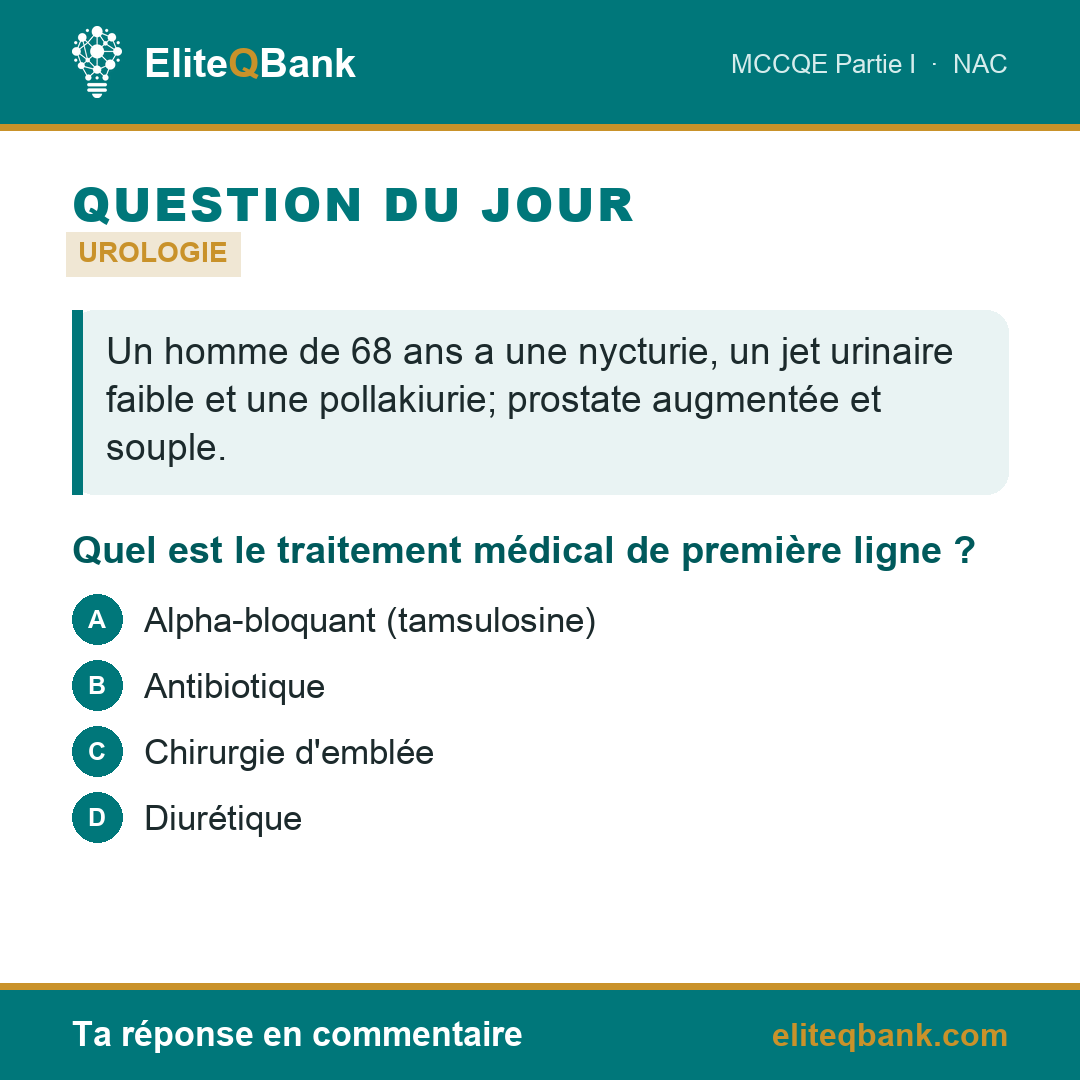 EliteQBank
MCCQE Partie I · NAC
QUESTION DU JOUR
UROLOGIE
Un homme de 68 ans a une nycturie, un jet urinaire
faible et une pollakiurie; prostate augmentée et
souple.
Quel est le traitement médical de première ligne ?
A Alpha-bloquant (tamsulosine)
B Antibiotique
C Chirurgie d'emblée
D Diurétique
Ta réponse en commentaire
eliteqbank.com